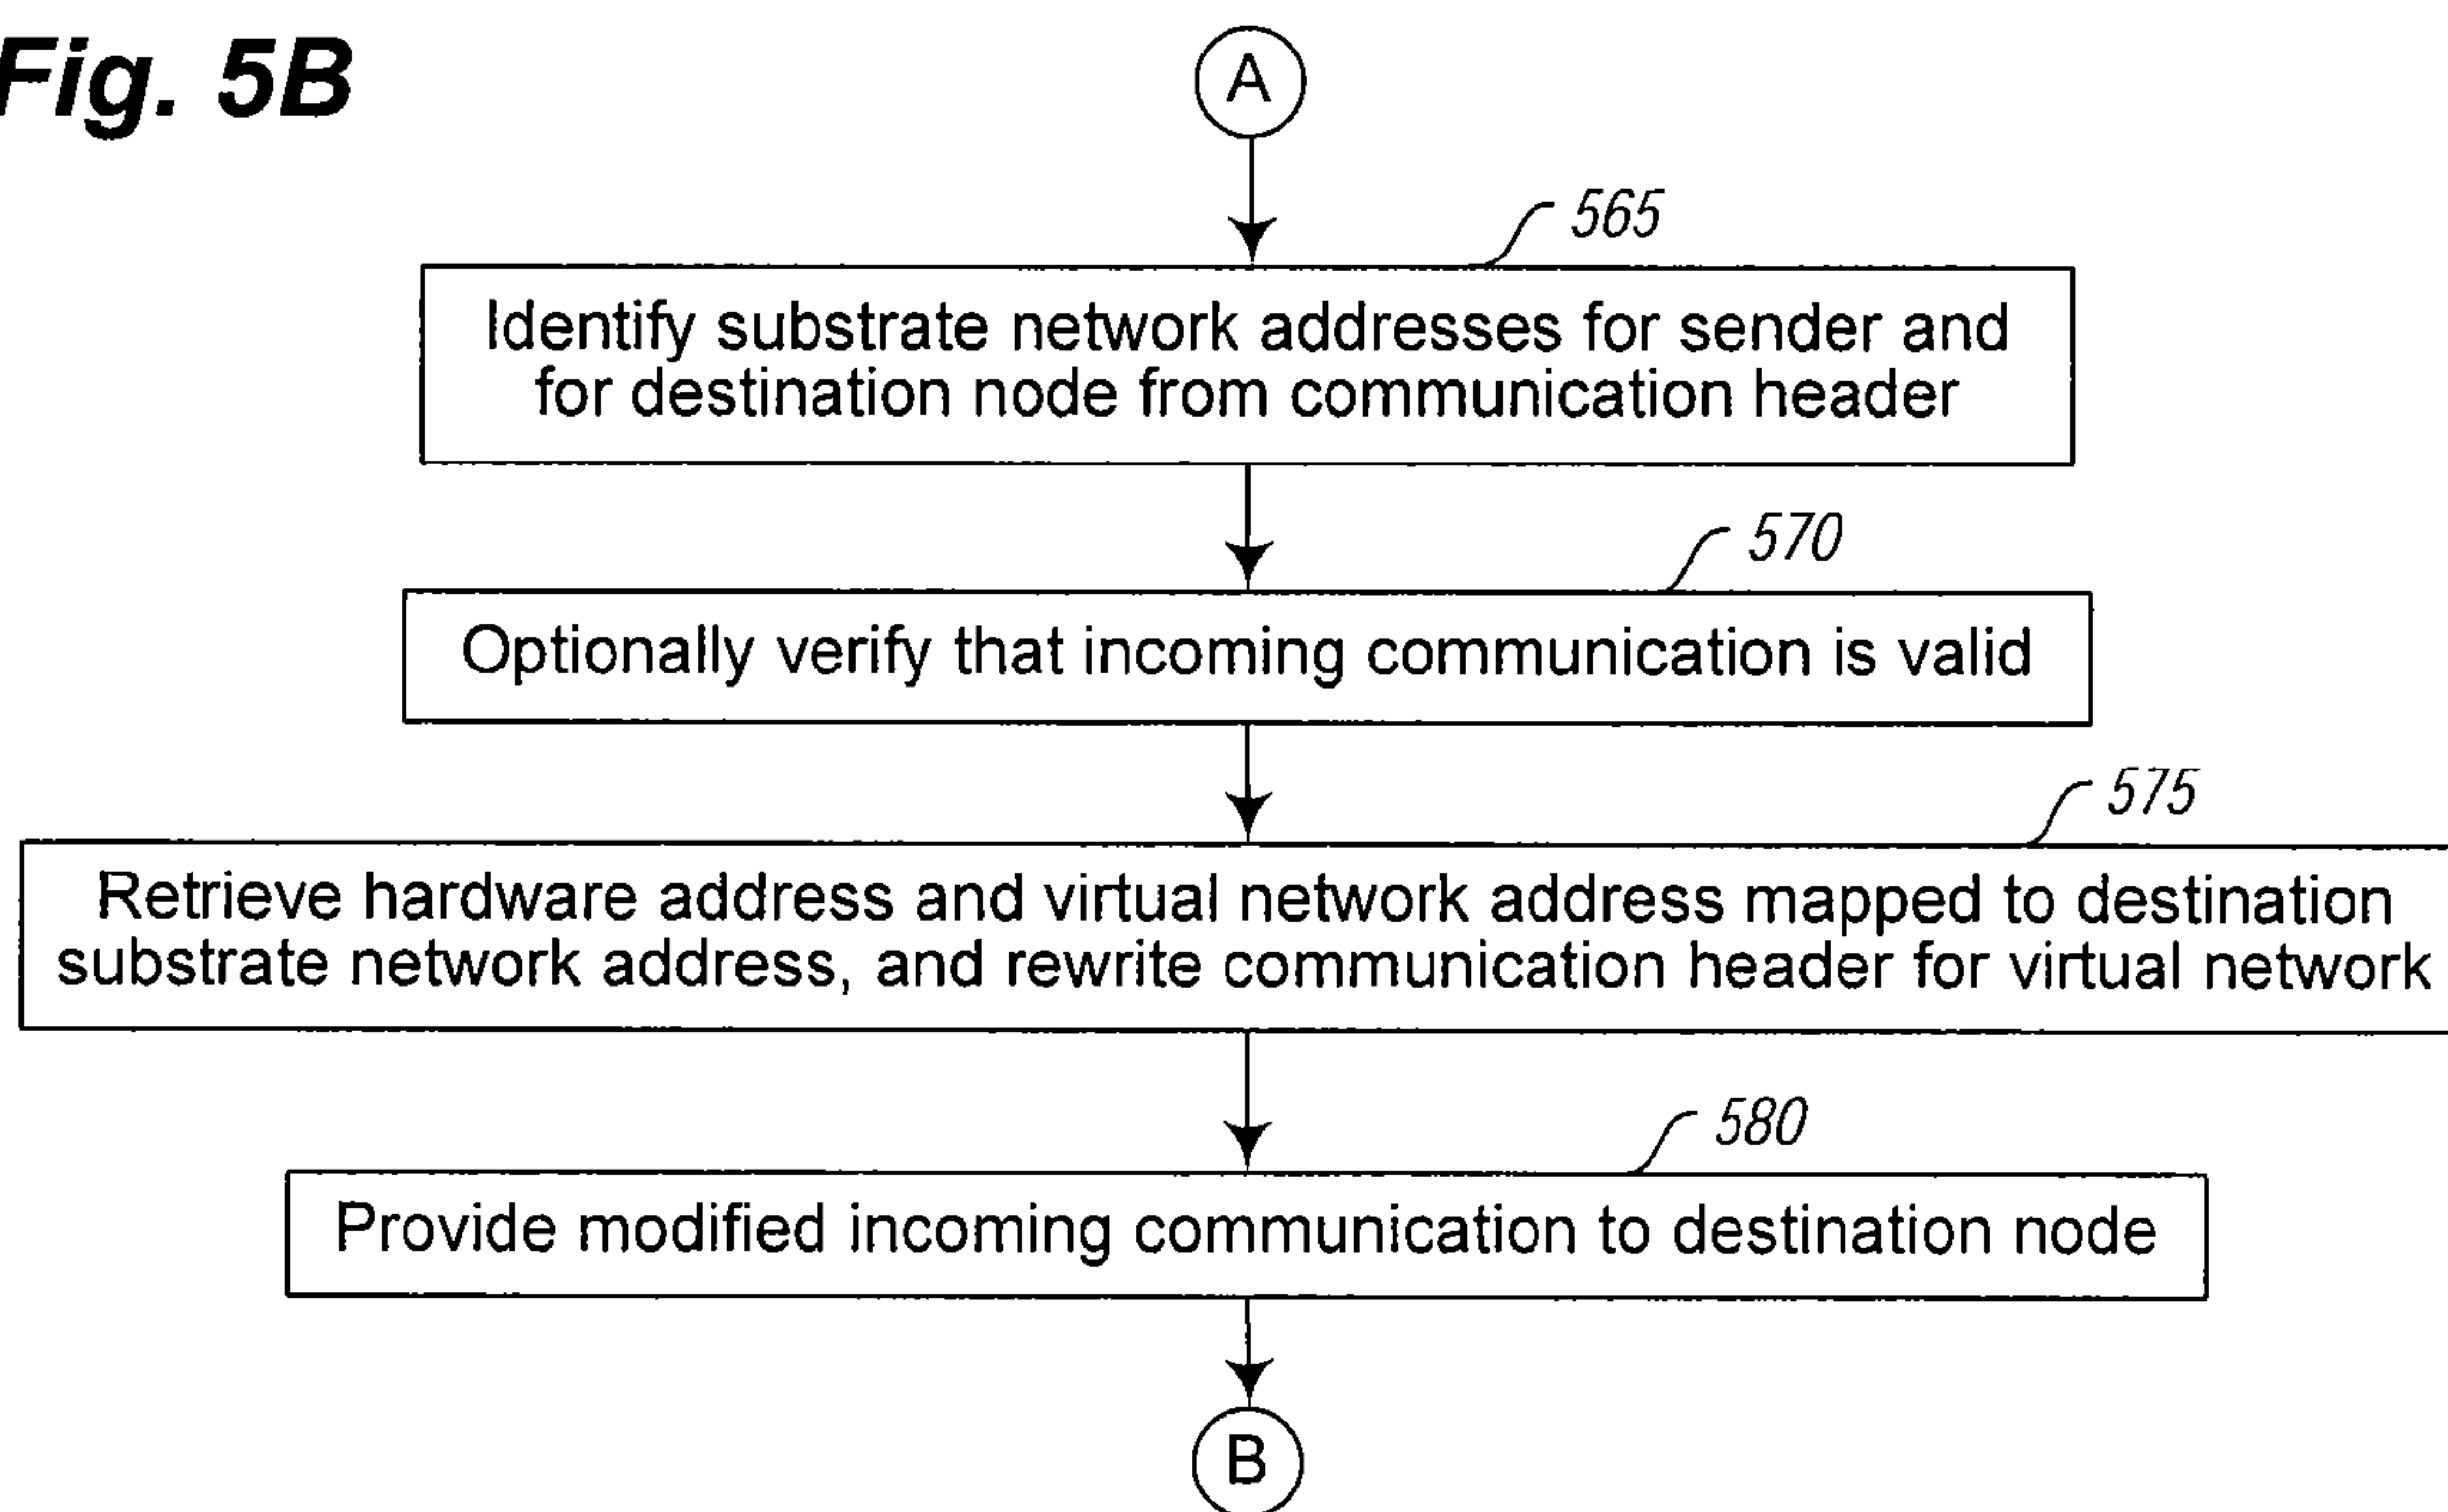 Fig. 5B
A
565
Identify substrate network addresses for sender and
for destination node from communication header
570
Optionally verify that incoming communication is valid
575
Retrieve hardware address and virtual network address mapped to destination
substrate network address, and rewrite communication header for virtual network
580
Provide modified incoming communication to destination node
B